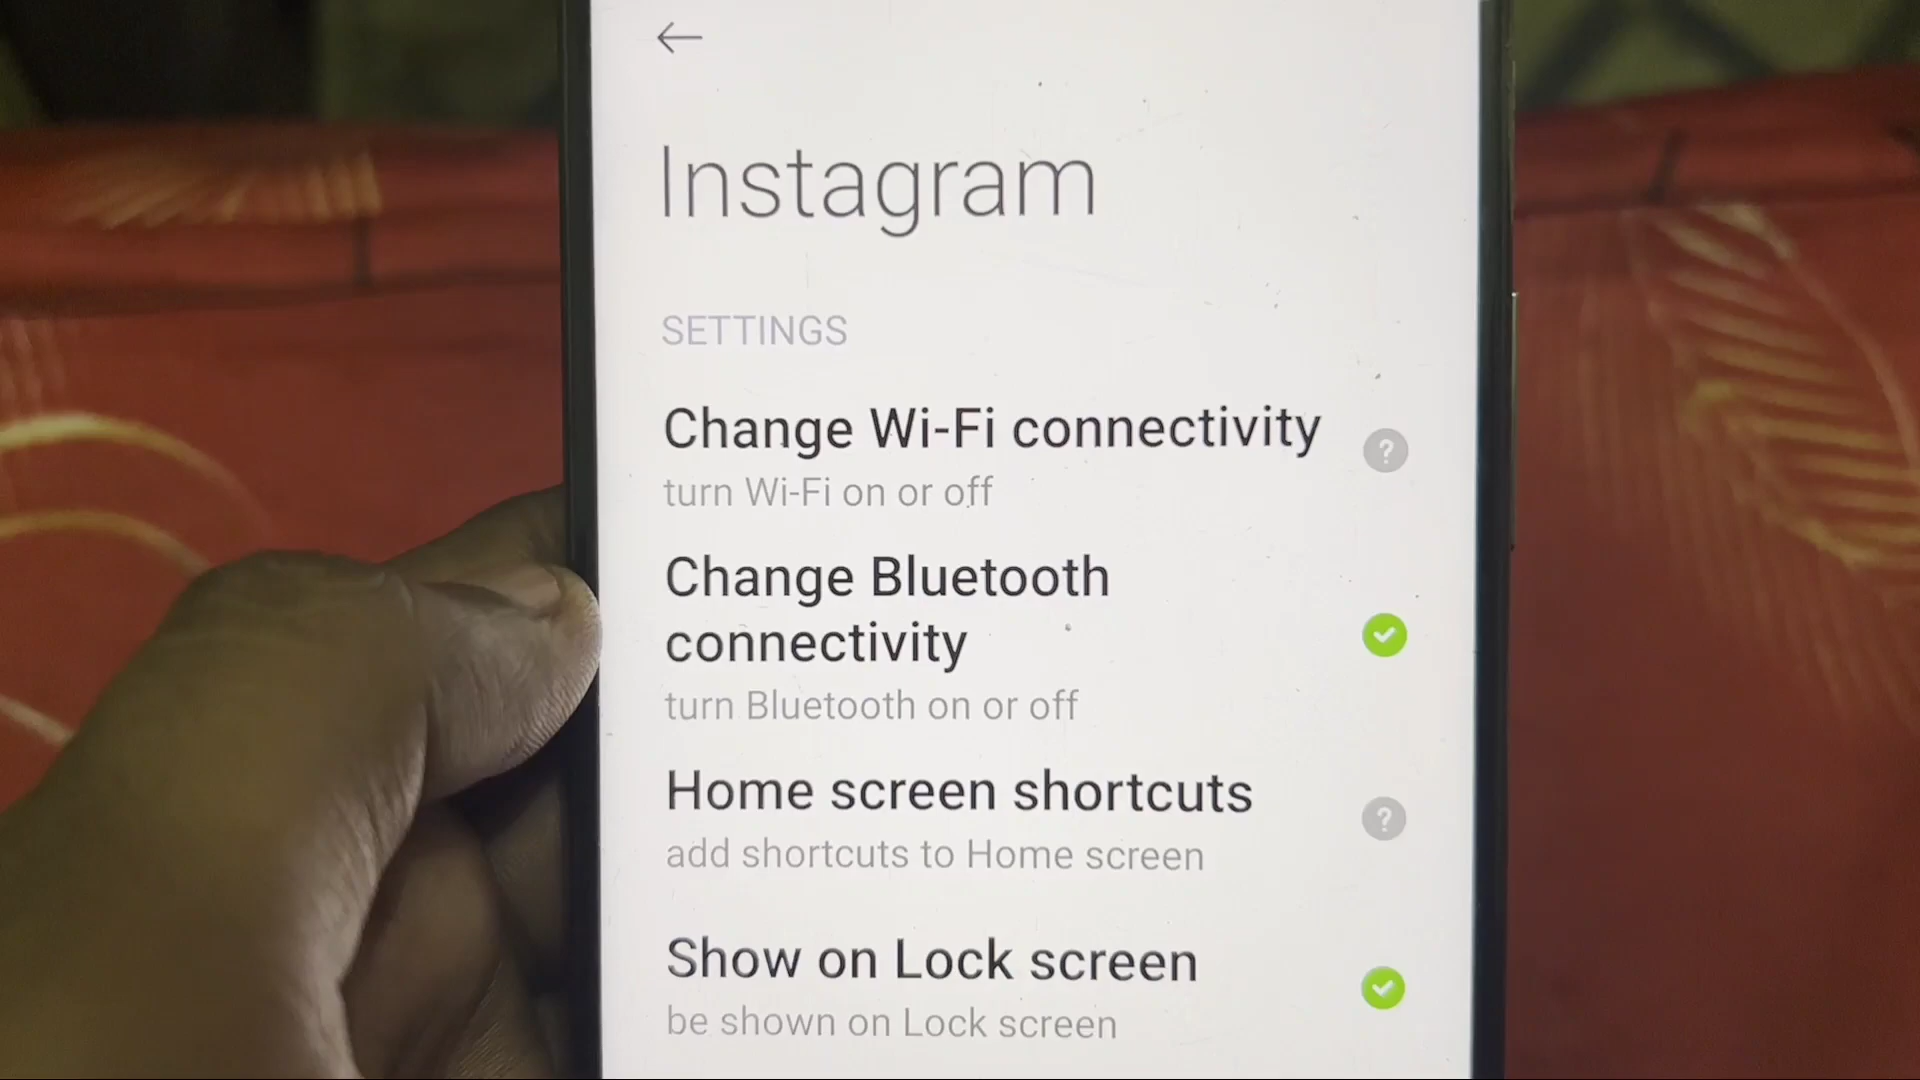 Instagram
SETTINGS
Change Wi-Fi connectivity
turn Wi-Fi on or off
Change Bluetooth
connectivity
turn Bluetooth on or off
Home screen shortcuts
add shortcuts to Home screen
Show on Lock screen
be shown on Lock screen